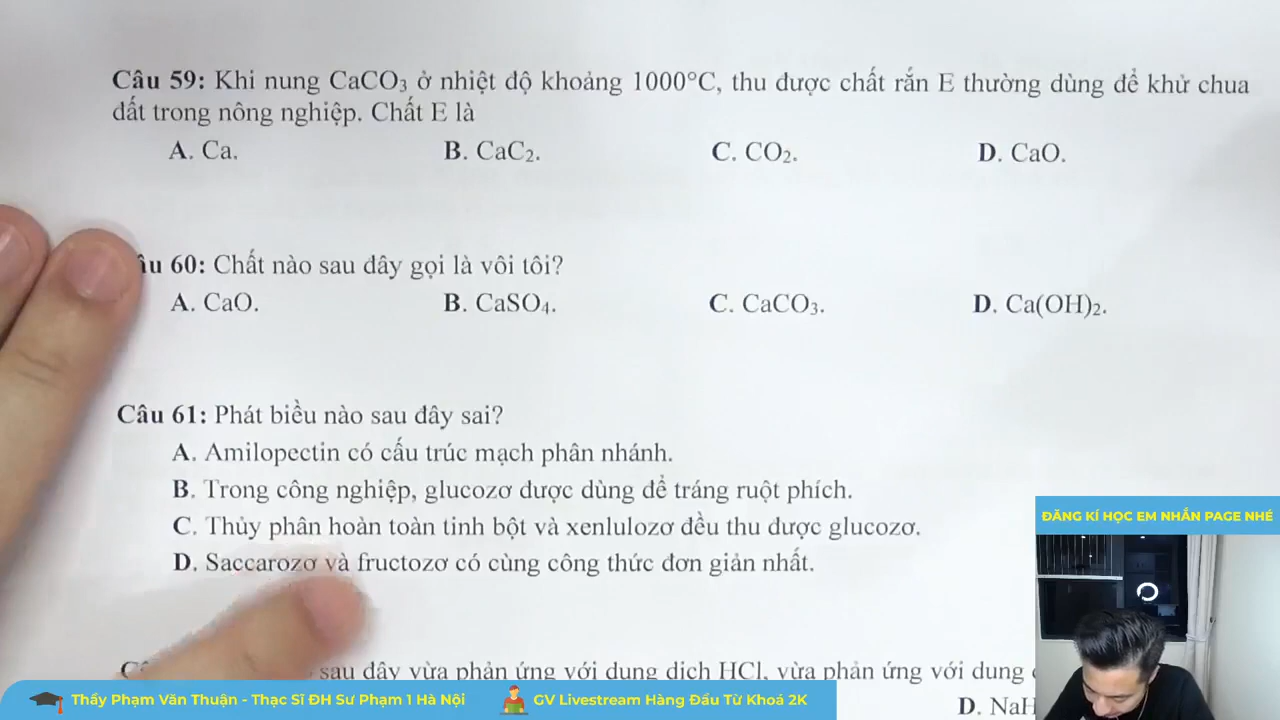 Câu 59: Khi nung CaCO₃ ở nhiệt độ khoảng 1000°C, thu được chất rắn E thường dùng để khử chua
đất trong nông nghiệp. Chất E là
A. Ca. B. CaC₂. C. CO₂. D. CaO.
60: Chất nào sau đây gọi là vôi tôi?
A. CaO. B. CaSO₄. C. CaCO₃. D. Ca(OH)₂.
Câu 61: Phát biểu nào sau đây sai?
A. Amilopectin có cấu trúc mạch phân nhánh.
B. Trong công nghiệp, glucozơ được dùng để tráng ruột phích.
C. Thủy phân hoàn toàn tinh bột và xenlulozơ đều thu được glucozơ.
D. Saccarozơ và fructozơ có cùng công thức đơn giản nhất.
ĐĂNG KÍ HỌC EM NHẮN PAGE NHÉ
sau đây vừa phản ứng với dung dịch HCl, vừa phản ứng với dung
D.
Thầy Phạm Văn Thuận - Thạc Sĩ ĐH Sư Phạm 1 Hà Nội
GV Livestream Hàng Đầu Từ Khoá 2K